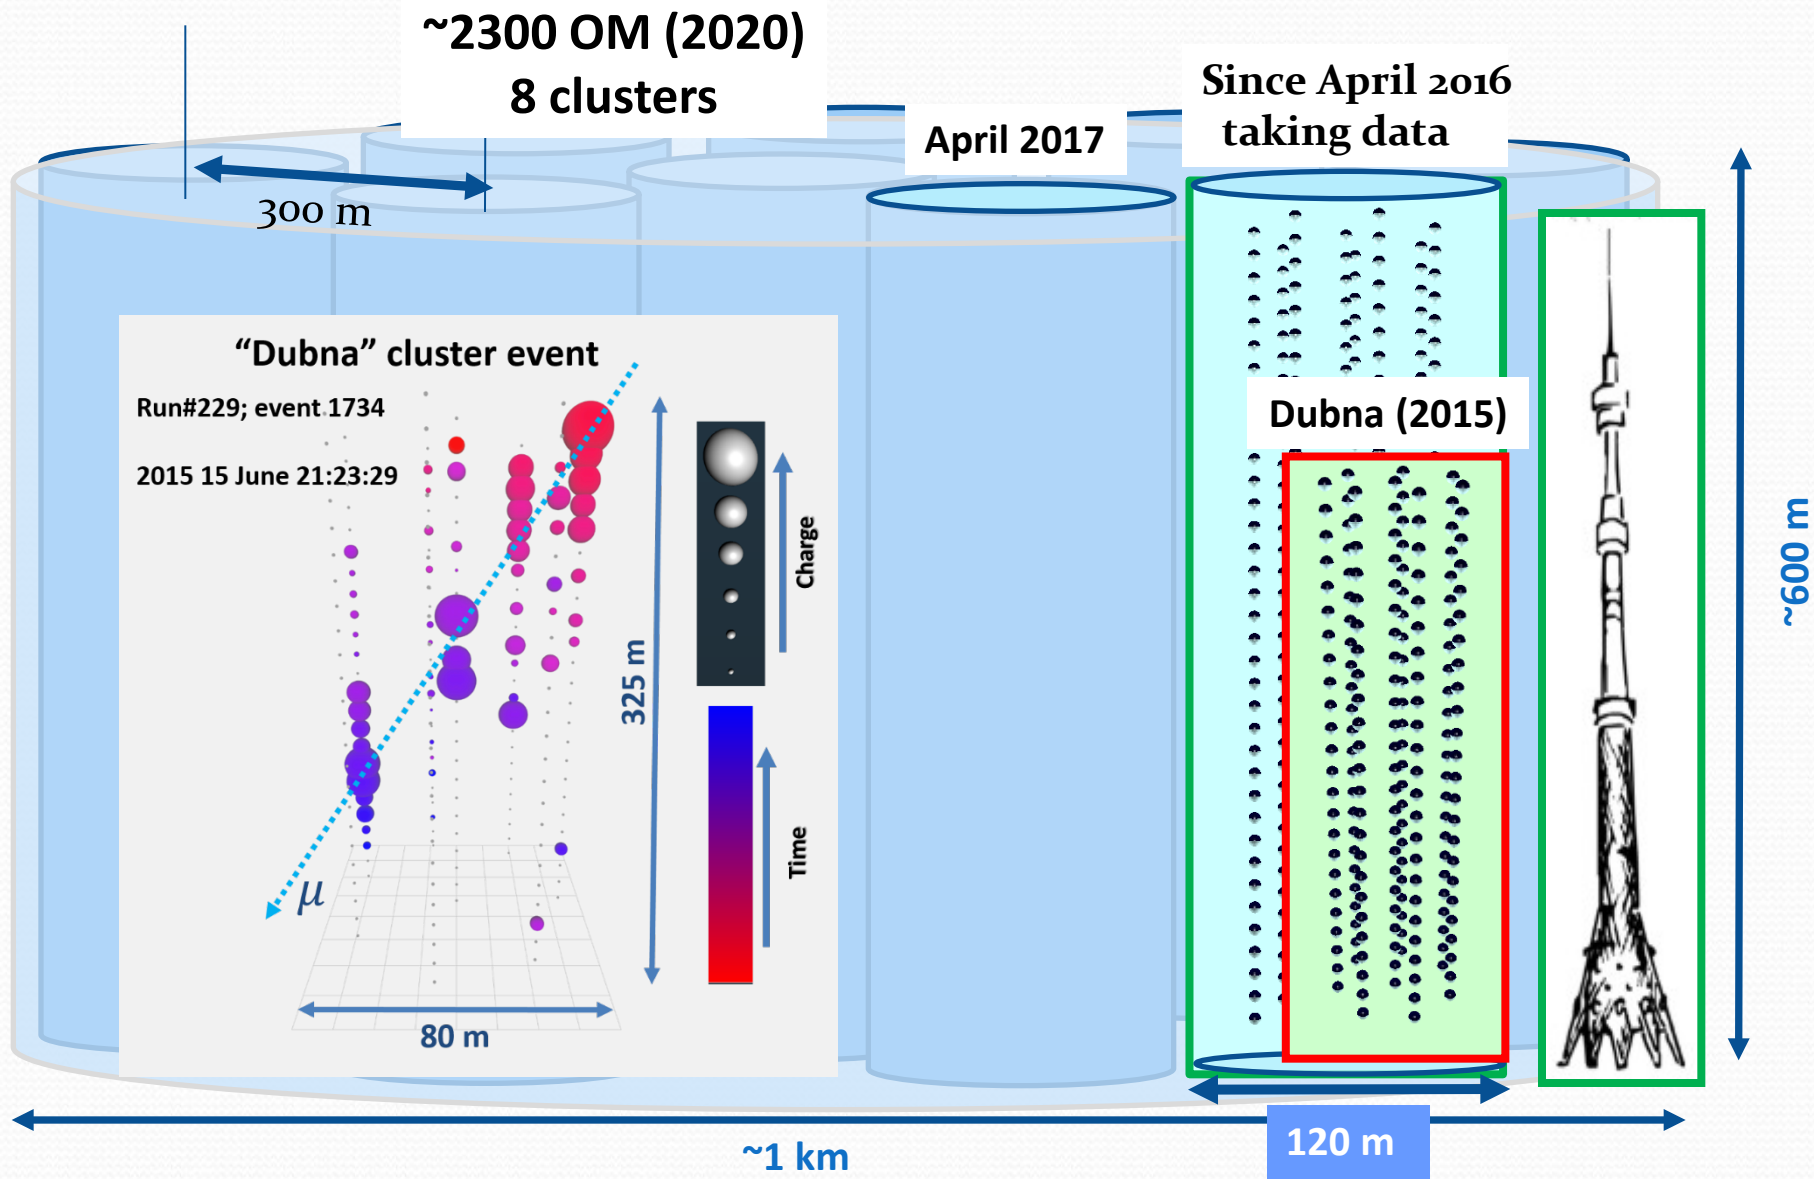 ~2300 OM (2020)
8 clusters
Since April 2016
taking data
April 2017
300 m
“Dubna” cluster event
Run#229; event 1734
2015 15 June 21:23:29
Charge
Dubna (2015)
325 m
Time
μ
80 m
~600 m
120 m
~1 km